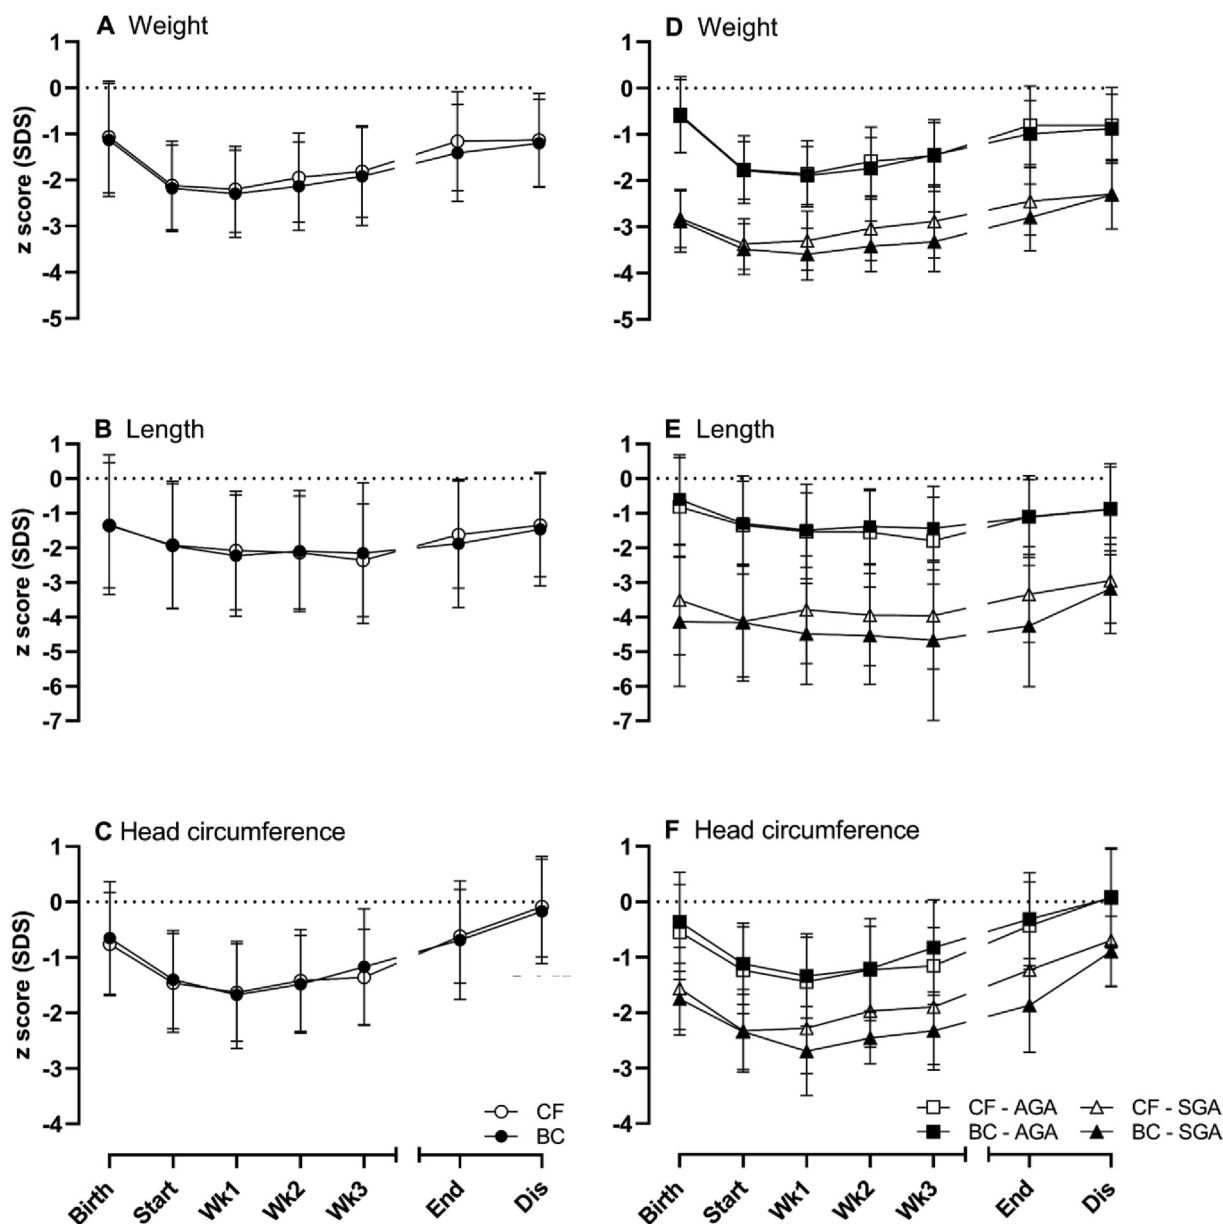 A Weight
1
0
-1
-2
-3
-4
-5
z score (SDS)
D Weight
1
0
-1
-2
-3
-4
-5
B Length
1
0
-1
-2
-3
-4
-5
-6
-7
z score (SDS)
E Length
1
0
-1
-2
-3
-4
-5
-6
-7
C Head circumference
1
0
-1
-2
-3
-4
z score (SDS)
CF
BC
Birth
Start
Wk1
Wk2
Wk3
End
Dis
F Head circumference
1
0
-1
-2
-3
-4
CF - AGA
BC - AGA
CF - SGA
BC - SGA
Birth
Start
Wk1
Wk2
Wk3
End
Dis